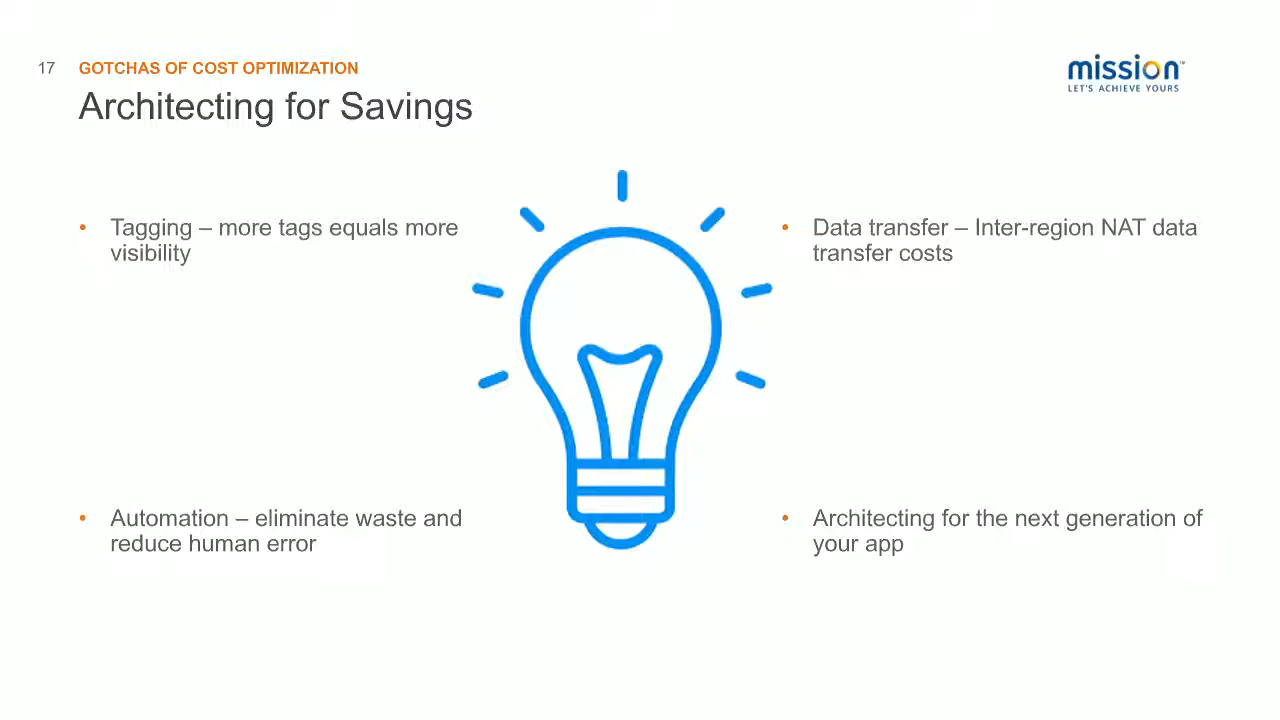 17
GOTCHAS OF COST OPTIMIZATION
Architecting for Savings
mission™
LET'S ACHIEVE YOURS
• Tagging – more tags equals more
visibility
• Data transfer – Inter-region NAT data
transfer costs
• Automation – eliminate waste and
reduce human error
• Architecting for the next generation of
your app